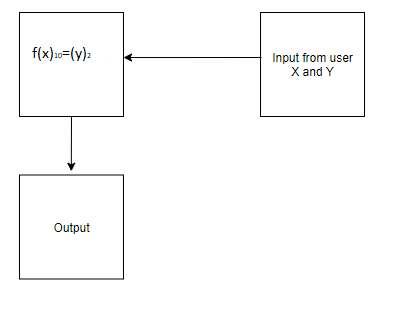 f(x)₁₀=(y)₂
Input from user
X and Y
Output